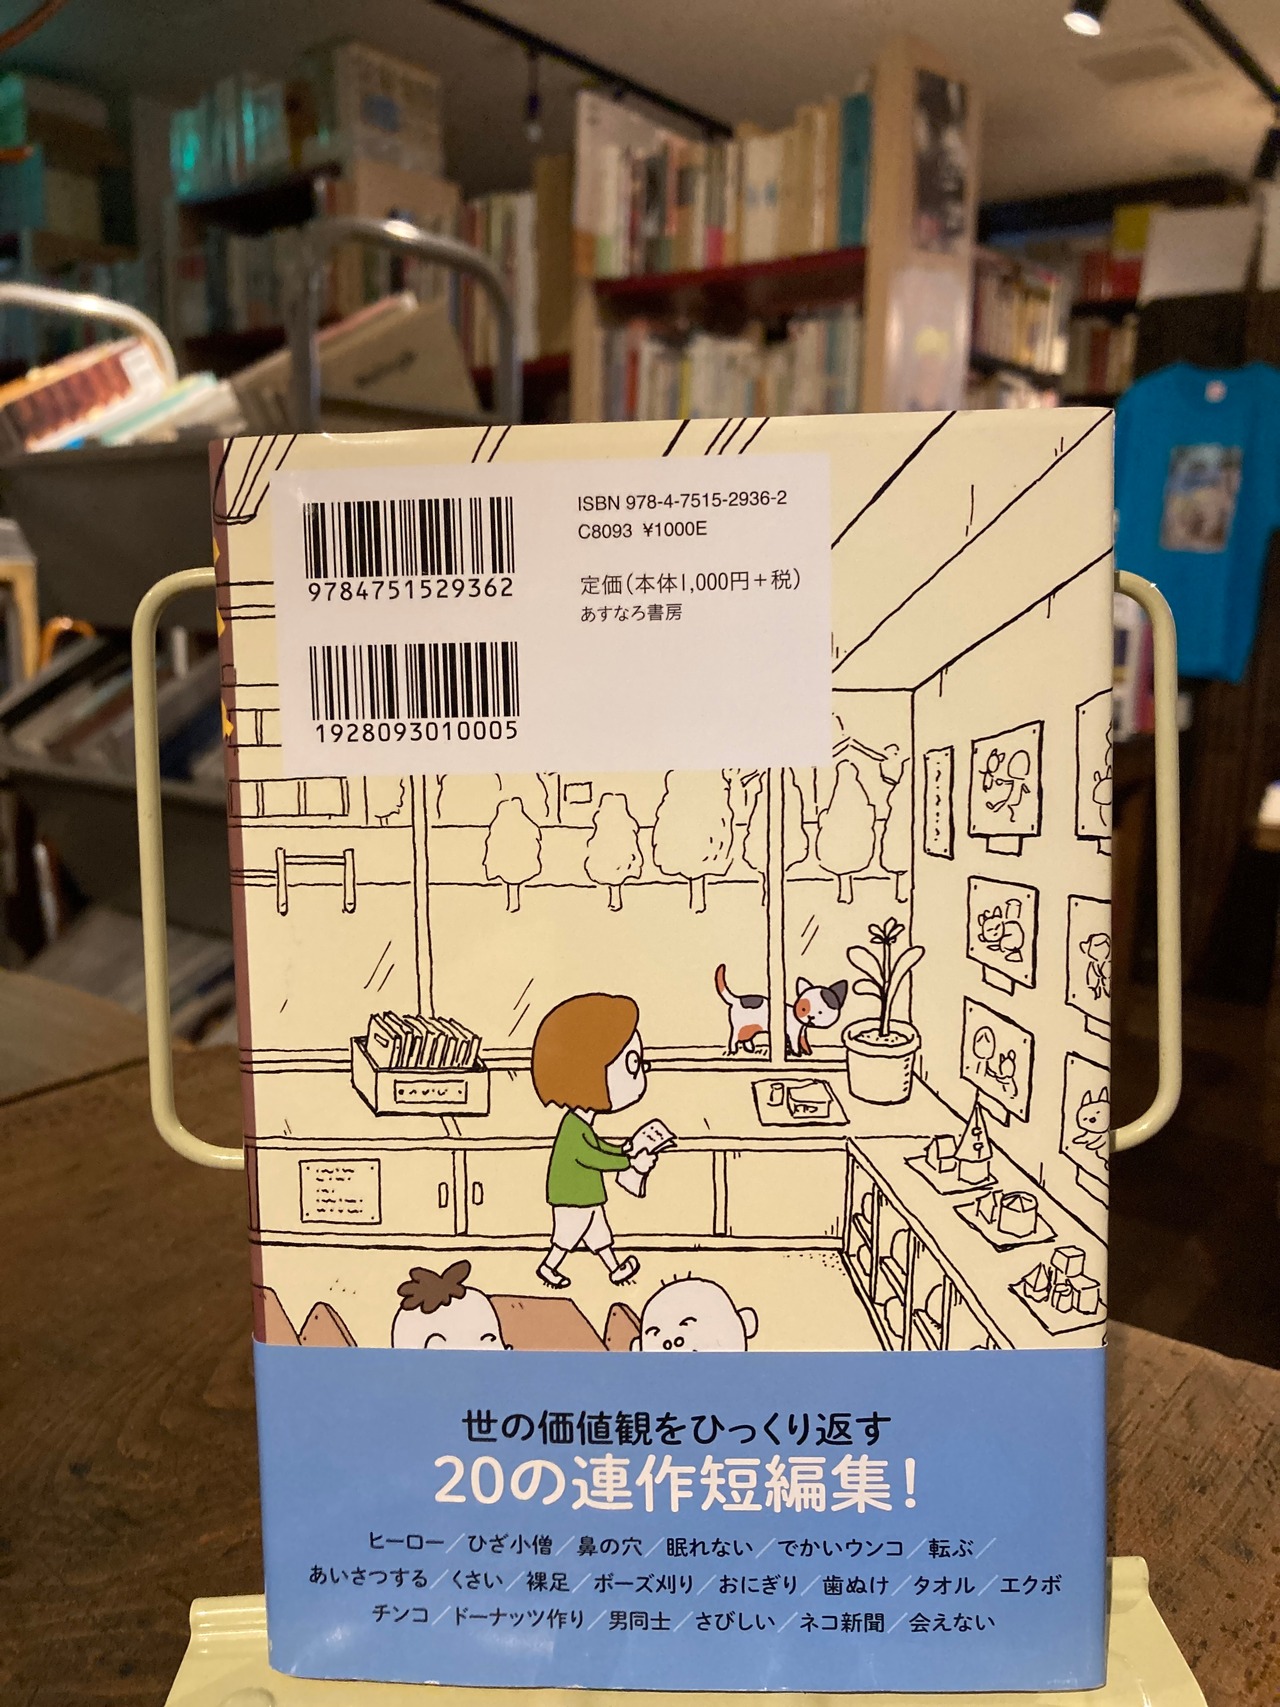 9784751529362
1928093010005
ISBN 978-4-7515-2936-2
C8093 ¥1000E
定価(本体1,000円+税)
あすなろ書房
世の価値観をひっくり返す
20の連作短編集!
ヒーロー/ひざ小僧/鼻の穴/眠れない/でかいウンコ/転ぶ/
あいさつする/くさい/裸足/ボーズ刈り/おにぎり/歯ぬけ/タオル/エクボ
チンコ/ドーナッツ作り/男同士/さびしい/ネコ新聞/会えない